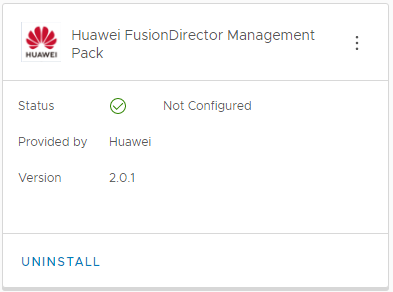 Huawei FusionDirector Management
Pack
HUAWEI
Status Not Configured
Provided by Huawei
Version 2.0.1
UNINSTALL